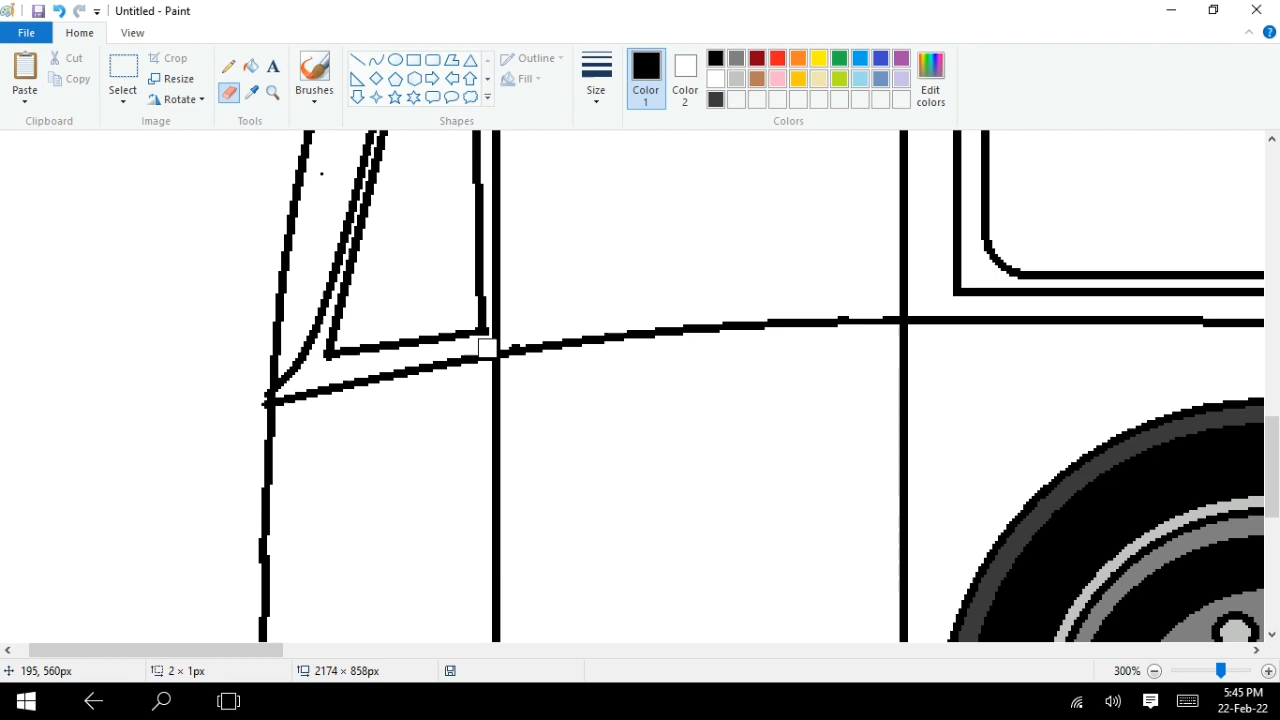 Untitled - Paint
File Home View
Paste
Cut
Copy
Clipboard
Select
Crop
Resize
Rotate
Image
A
Tools
Brushes
Shapes
Outline
Fill
Size
Color 1
Color 2
Edit colors
Colors
195, 560px
2 × 1px
2174 × 858px
300%
5:45 PM
22-Feb-22